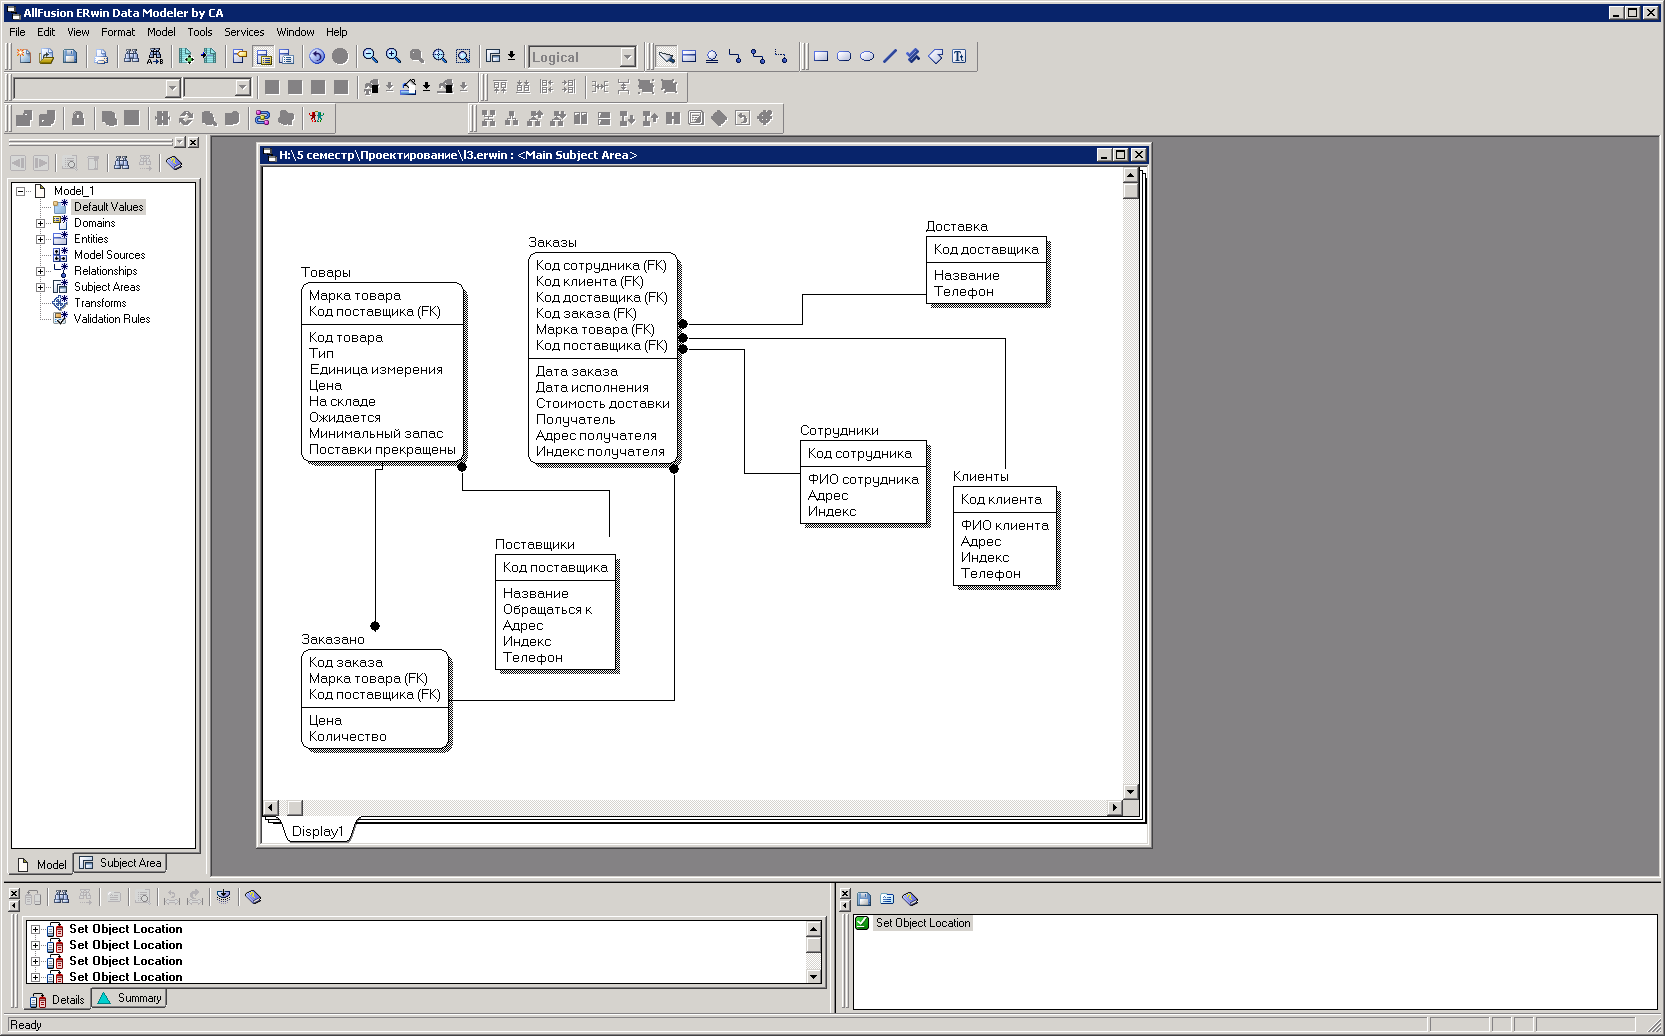 AllFusion ERwin Data Modeler by CA
File Edit View Format Model Tools Services Window Help
Logical
Model_1
Default Values
Domains
Entities
Model Sources
Relationships
Subject Areas
Transforms
Validation Rules
Model
Subject Area
H:\5 семестр\Проектирование\l3.erwin : <Main Subject Area>
Товары
Марка товара
Код поставщика (FK)
Код товара
Тип
Единица измерения
Цена
На складе
Ожидается
Минимальный запас
Поставки прекращены
Заказы
Код сотрудника (FK)
Код клиента (FK)
Код доставщика (FK)
Код заказа (FK)
Марка товара (FK)
Код поставщика (FK)
Дата заказа
Дата исполнения
Стоимость доставки
Получатель
Адрес получателя
Индекс получателя
Доставка
Код доставщика
Название
Телефон
Сотрудники
Код сотрудника
ФИО сотрудника
Адрес
Индекс
Клиенты
Код клиента
ФИО клиента
Адрес
Индекс
Телефон
Поставщики
Код поставщика
Название
Обращаться к
Адрес
Индекс
Телефон
Заказано
Код заказа
Марка товара (FK)
Код поставщика (FK)
Цена
Количество
Display1
Set Object Location
Set Object Location
Set Object Location
Set Object Location
Details
Summary
Set Object Location
Ready